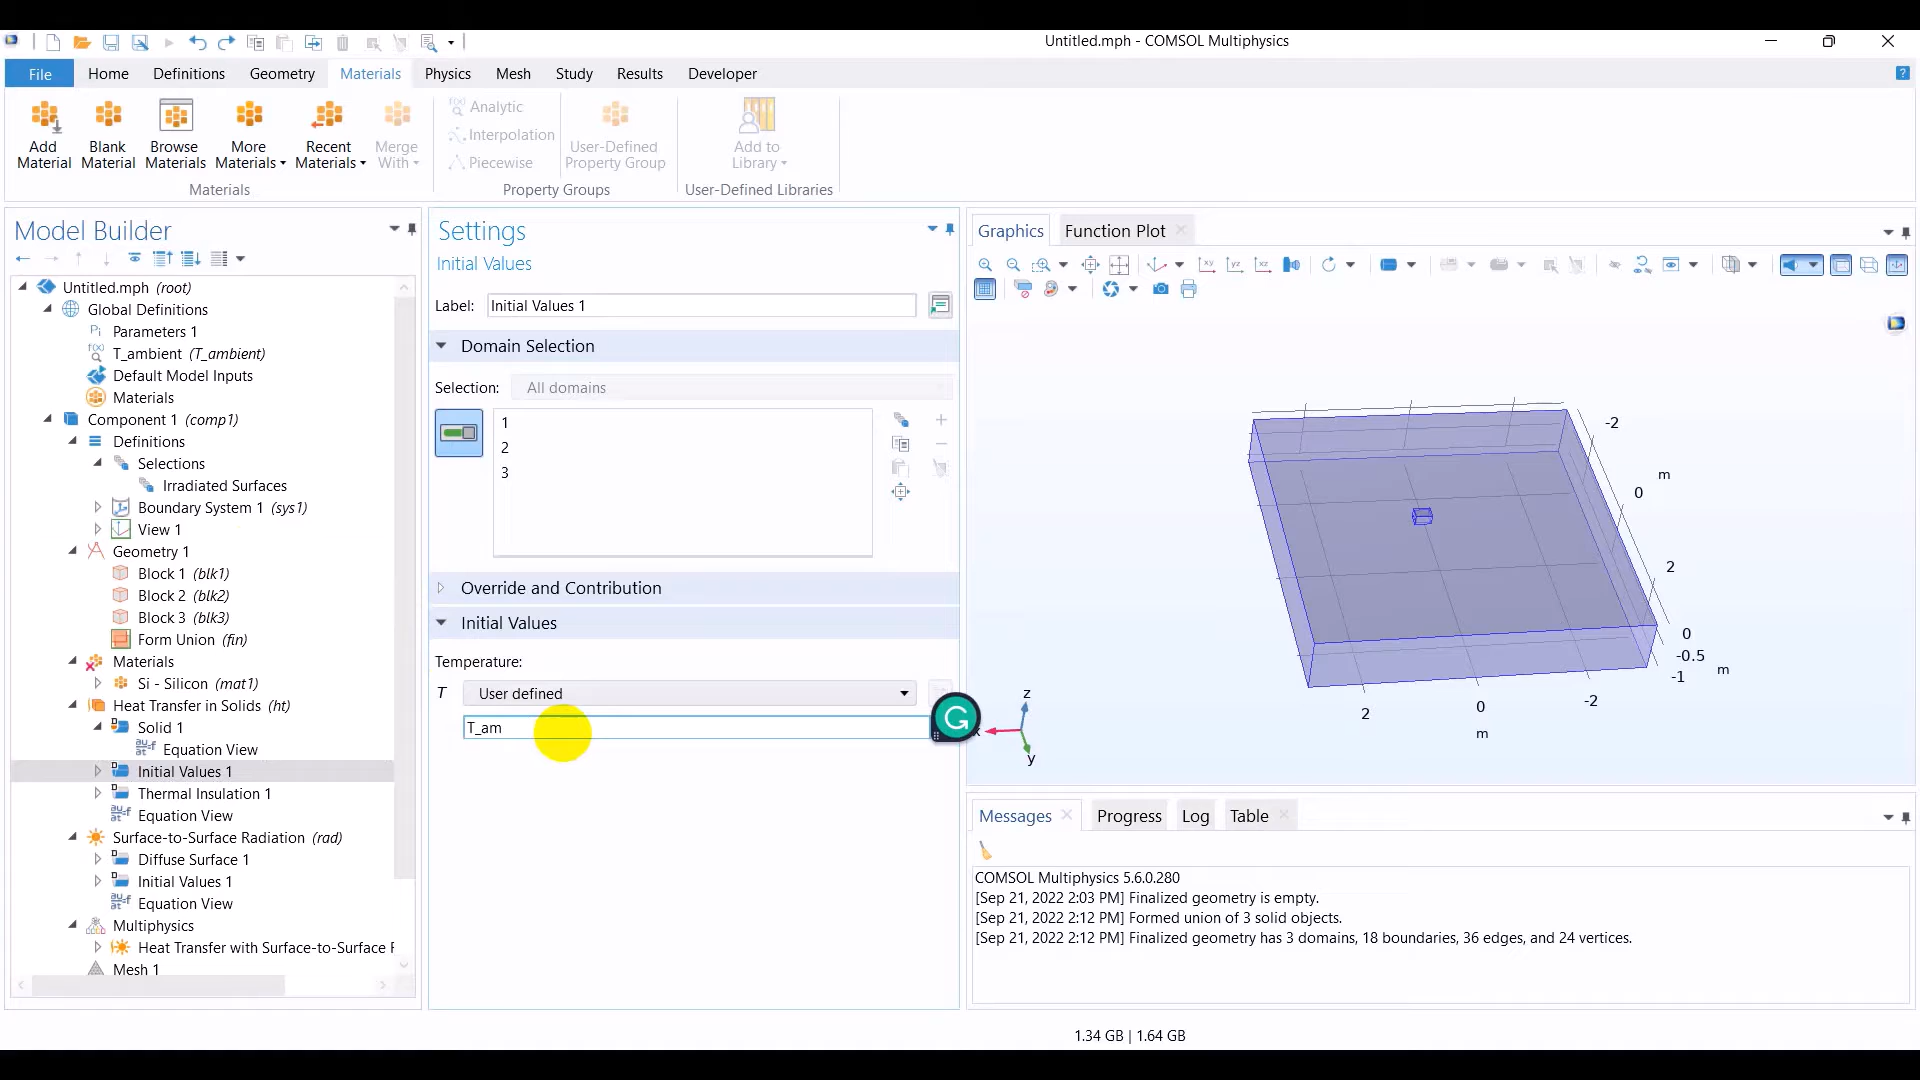 Untitled.mph - COMSOL Multiphysics
File
Home
Definitions
Geometry
Materials
Physics
Mesh
Study
Results
Developer
Add Material
Blank Material
Browse Materials
More Materials
Recent Materials
Merge With
Materials
Analytic
Interpolation
Piecewise
User-Defined Property Group
Property Groups
Add to Library
User-Defined Libraries
Model Builder
Untitled.mph (root)
Global Definitions
Pi Parameters 1
T_ambient (T_ambient)
Default Model Inputs
Materials
Component 1 (comp1)
Definitions
Selections
Irradiated Surfaces
Boundary System 1 (sys1)
View 1
Geometry 1
Block 1 (blk1)
Block 2 (blk2)
Block 3 (blk3)
Form Union (fin)
Materials
Si - Silicon (mat1)
Heat Transfer in Solids (ht)
Solid 1
Equation View
Initial Values 1
Thermal Insulation 1
Equation View
Surface-to-Surface Radiation (rad)
Diffuse Surface 1
Initial Values 1
Equation View
Multiphysics
Heat Transfer with Surface-to-Surface
Mesh 1
Settings
Initial Values
Label: Initial Values 1
Domain Selection
Selection: All domains
1
2
3
Override and Contribution
Initial Values
Temperature:
T User defined
T_am
Graphics
Function Plot
-2
m
0
2
0
-0.5
m
-1
-2
0
2
m
z
x
y
Messages
Progress
Log
Table
COMSOL Multiphysics 5.6.0.280
[Sep 21, 2022 2:03 PM] Finalized geometry is empty.
[Sep 21, 2022 2:12 PM] Formed union of 3 solid objects.
[Sep 21, 2022 2:12 PM] Finalized geometry has 3 domains, 18 boundaries, 36 edges, and 24 vertices.
1.34 GB | 1.64 GB